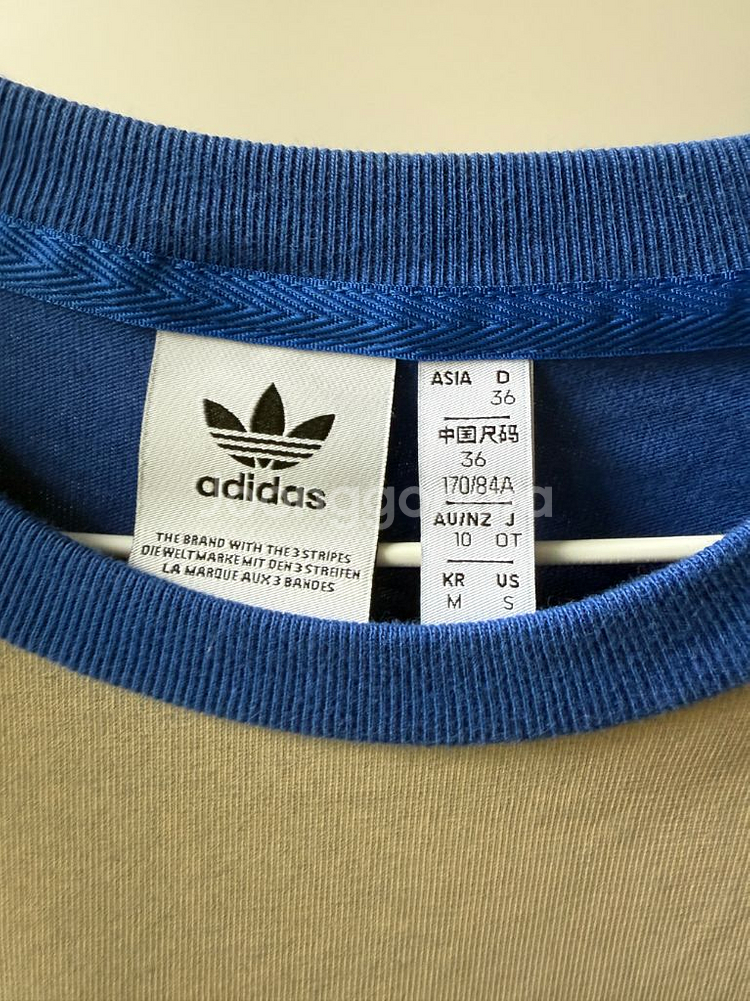 adidas
THE BRAND WITH THE 3 STRIPES
DIE WELTMARKE MIT DEN 3 STREIFEN
LA MARQUE AUX 3 BANDES
ASIA D
36
中国尺码
36
170/84A
AU/NZ J
10 OT
KR US
M S